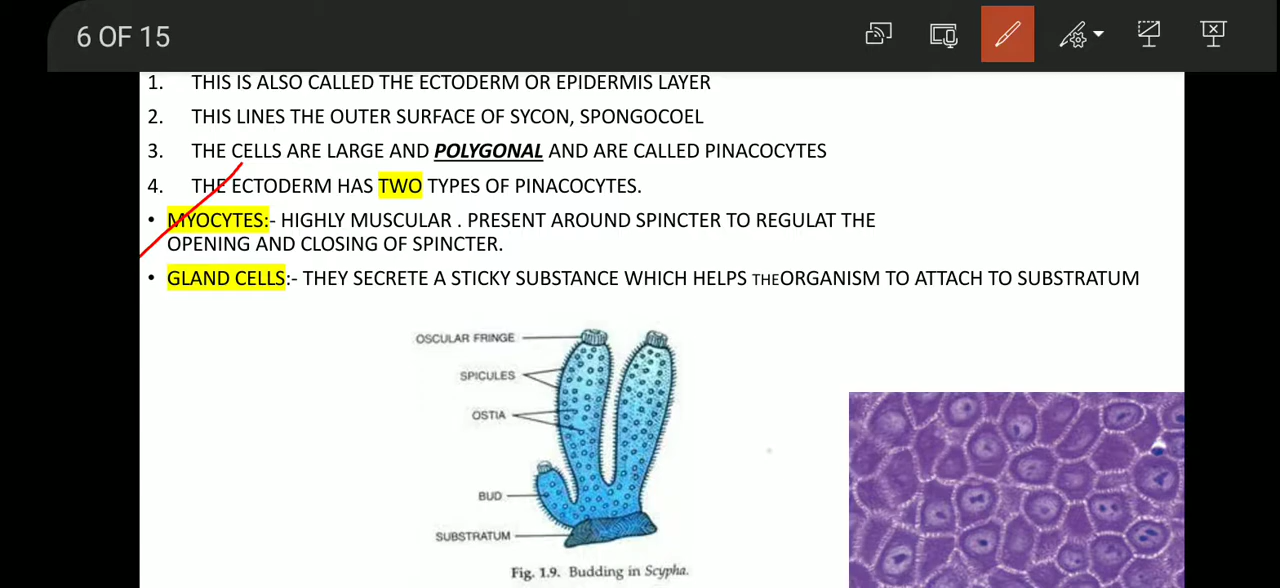 6 OF 15
1. THIS IS ALSO CALLED THE ECTODERM OR EPIDERMIS LAYER
2. THIS LINES THE OUTER SURFACE OF SYCON, SPONGOCOEL
3. THE CELLS ARE LARGE AND POLYGONAL AND ARE CALLED PINACOCYTES
4. THE ECTODERM HAS TWO TYPES OF PINACOCYTES.
• MYOCYTES:- HIGHLY MUSCULAR . PRESENT AROUND SPINCTER TO REGULAT THE
OPENING AND CLOSING OF SPINCTER.
• GLAND CELLS:- THEY SECRETE A STICKY SUBSTANCE WHICH HELPS THEORGANISM TO ATTACH TO SUBSTRATUM
OSCULAR FRINGE
SPICULES
OSTIA
BUD
SUBSTRATUM
Fig. 1.9. Budding in Scypha.